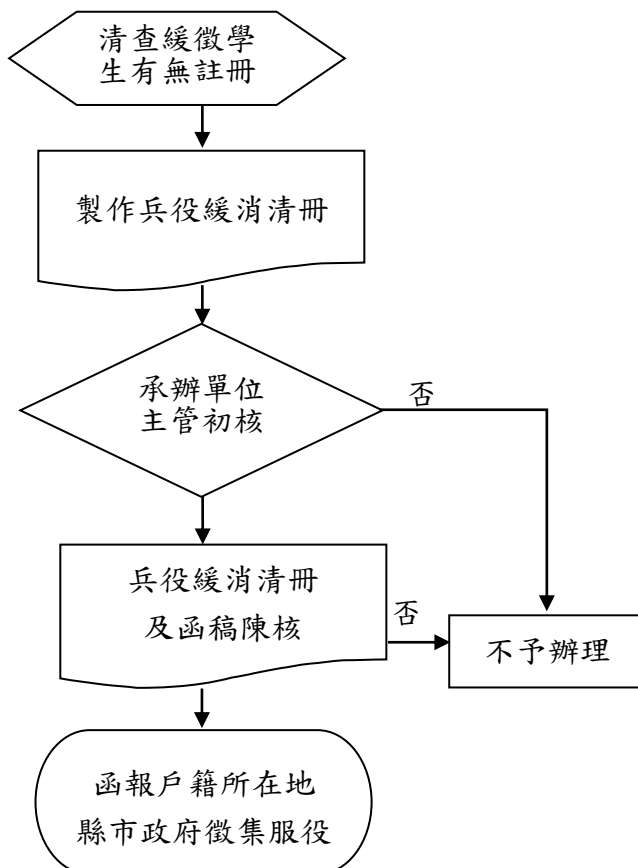 清查緩徵學
生有無註冊
製作兵役緩消清冊
承辦單位
主管初核
否
兵役緩消清冊
及函稿陳核
否
不予辦理
函報戶籍所在地
縣市政府徵集服役